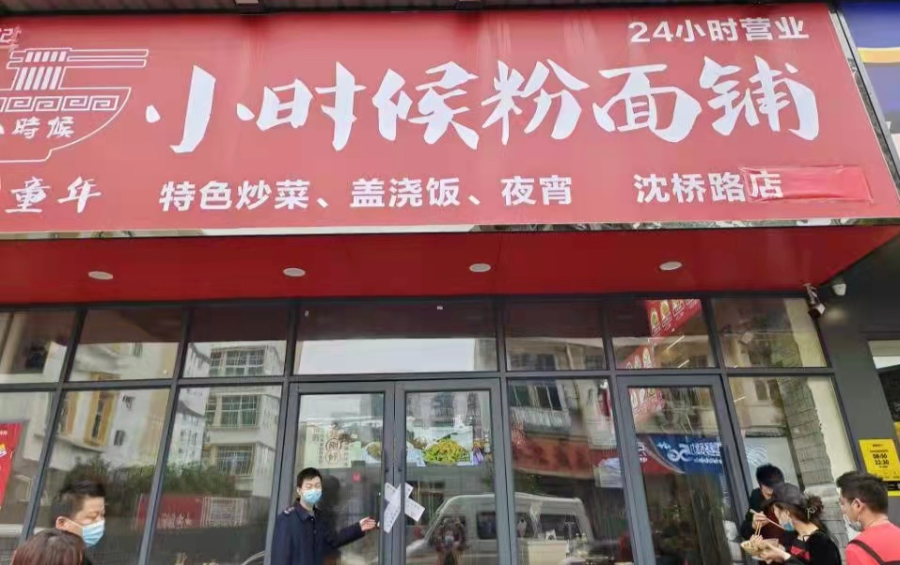 24小时营业
小时候粉面铺
小時候
童年
特色炒菜、盖浇饭、夜宵
沈桥路店